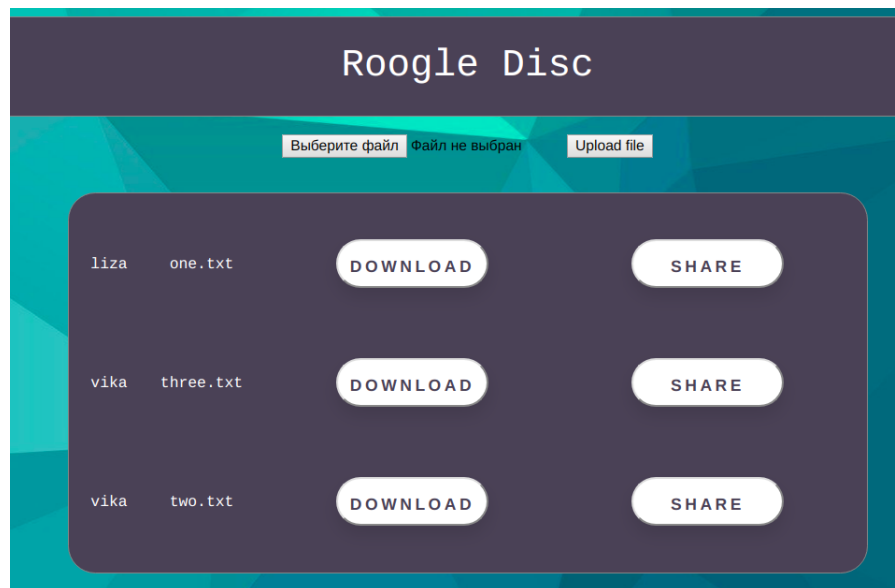 Roogle Disc
Выберите файл Файл не выбран Upload file
liza one.txt DOWNLOAD SHARE
vika three.txt DOWNLOAD SHARE
vika two.txt DOWNLOAD SHARE